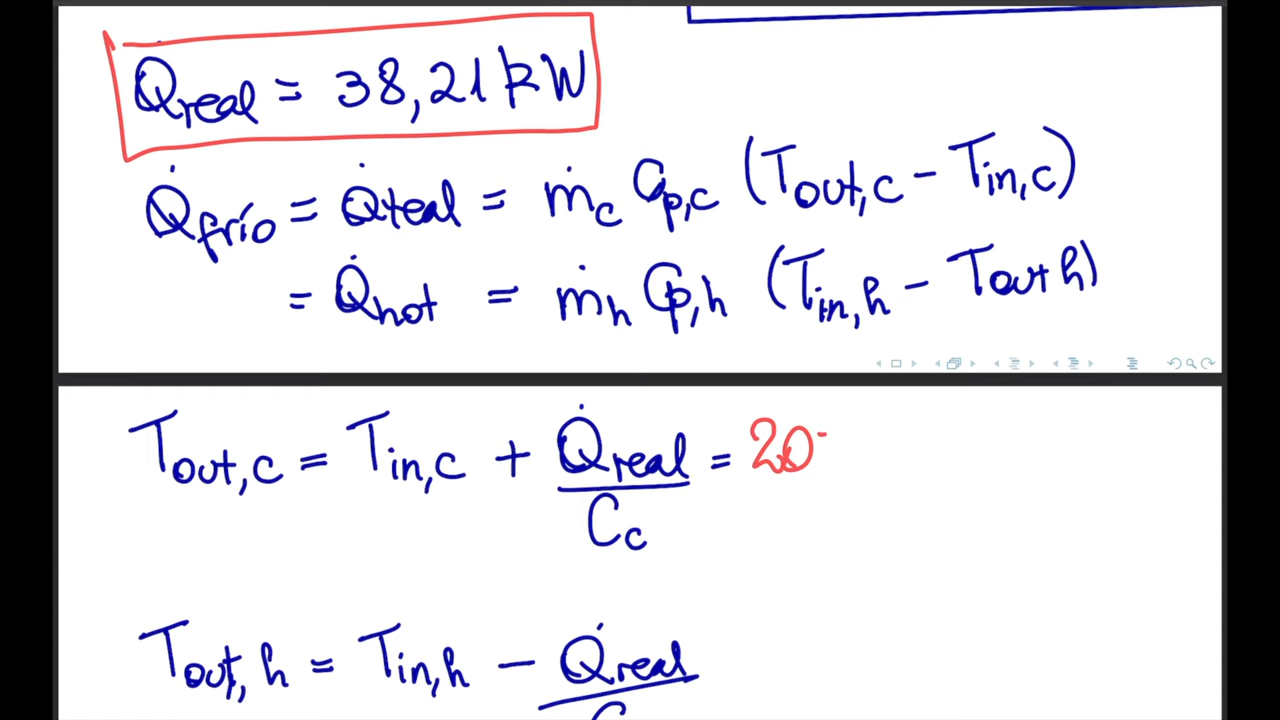 Q̇real = 38,21 kW
Q̇frío = Q̇real = ṁc Cp,c (Tout,c - Tin,c)
= Q̇hot = ṁh Cp,h (Tin,h - Tout h)
Tout,c = Tin,c + Q̇real / Cc = 20
Tout,h = Tin,h - Q̇real / C